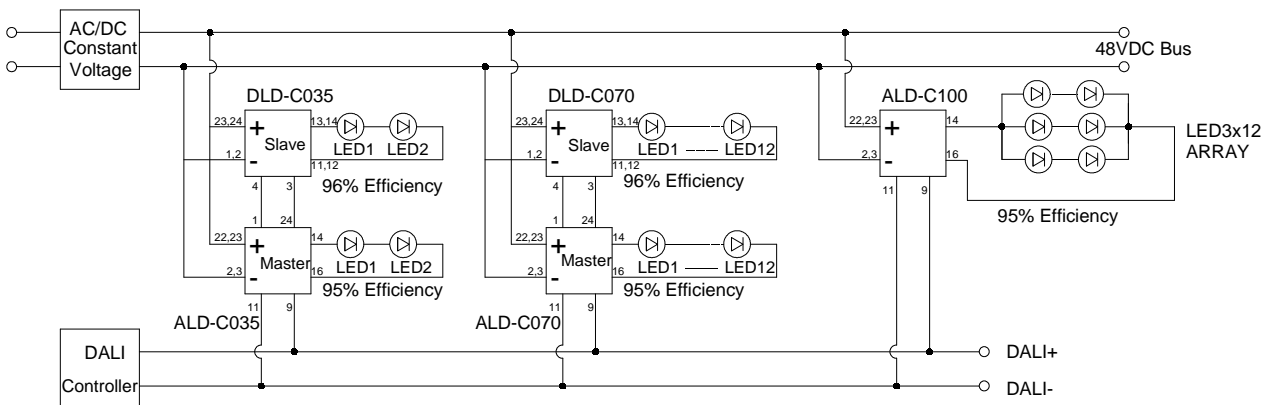 AC/DC
Constant
Voltage
48VDC Bus
DLD-C035
23,24
+
Slave
13,14
LED1
LED2
1,2
-
11,12
4
3
96% Efficiency
1
24
22,23
+
Master
14
LED1
LED2
2,3
-
16
95% Efficiency
11
9
ALD-C035
DLD-C070
23,24
+
Slave
13,14
LED1
LED12
1,2
-
11,12
4
3
96% Efficiency
1
24
22,23
+
Master
14
LED1
LED12
2,3
-
16
95% Efficiency
11
9
ALD-C070
ALD-C100
22,23
+
14
2,3
-
16
11
9
LED3x12
ARRAY
95% Efficiency
DALI
Controller
DALI+
DALI-